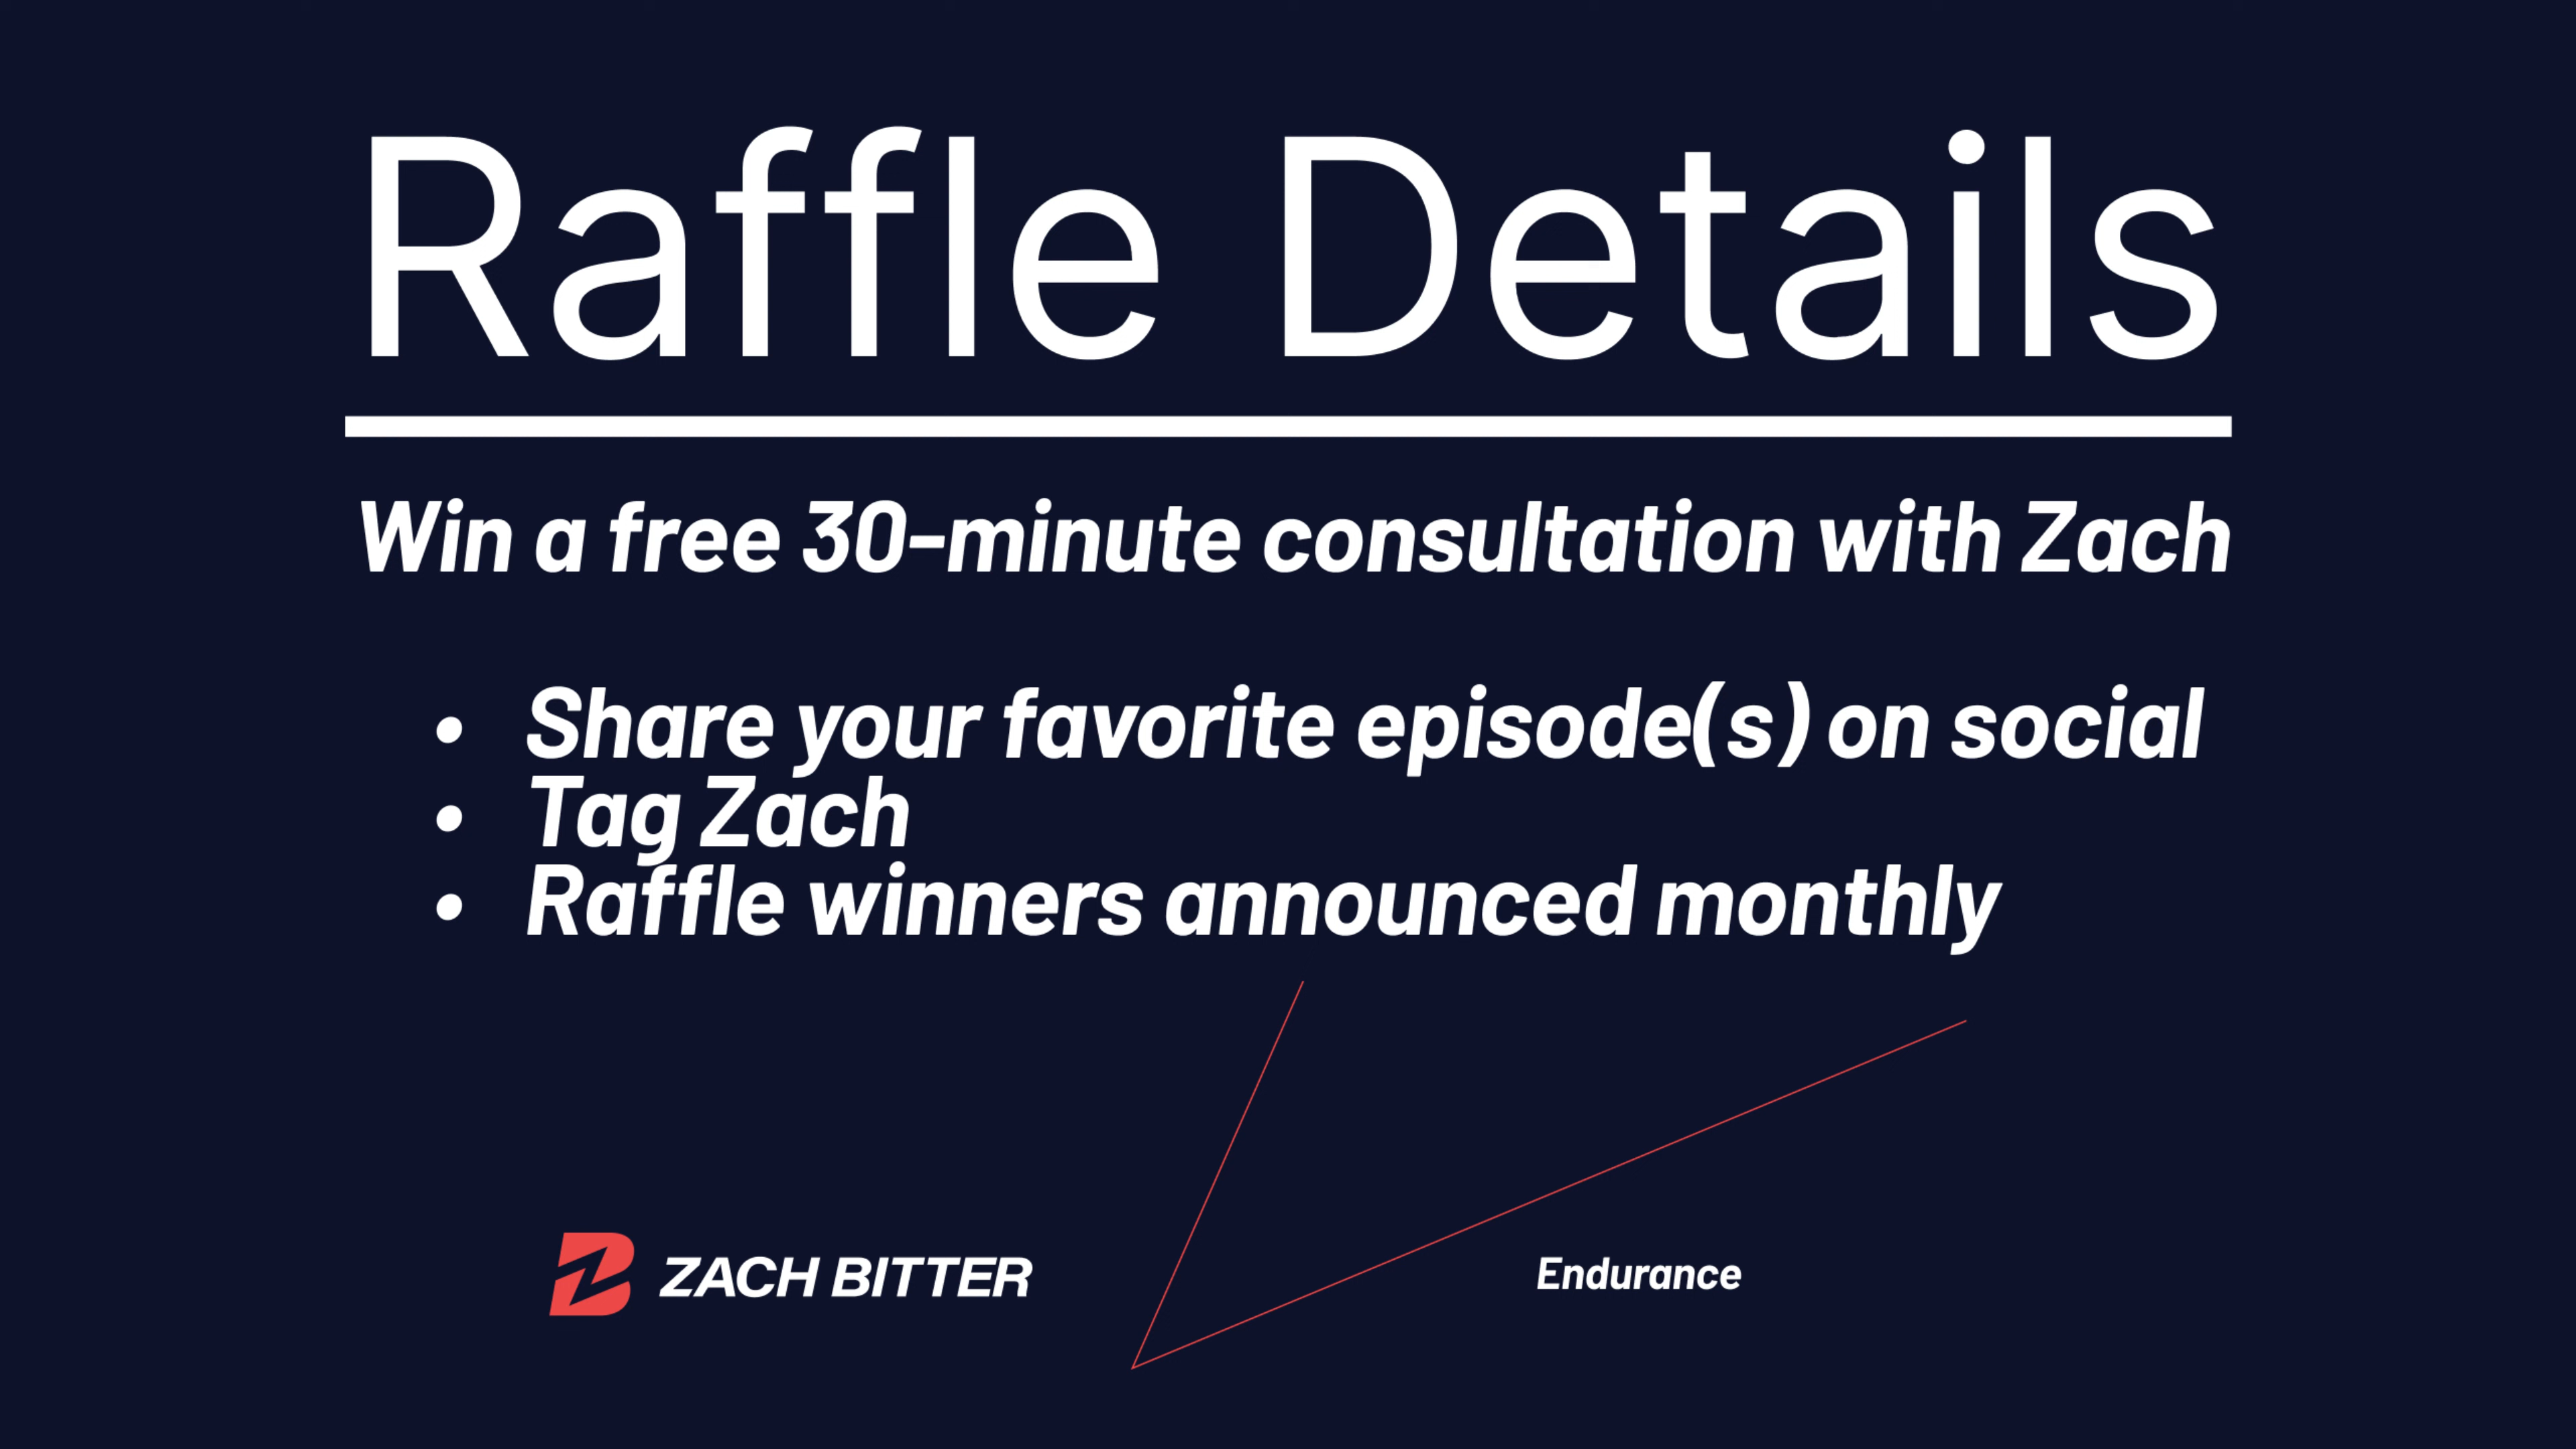 Raffle Details
Win a free 30-minute consultation with Zach
• Share your favorite episode(s) on social
• Tag Zach
• Raffle winners announced monthly
ZACH BITTER
Endurance